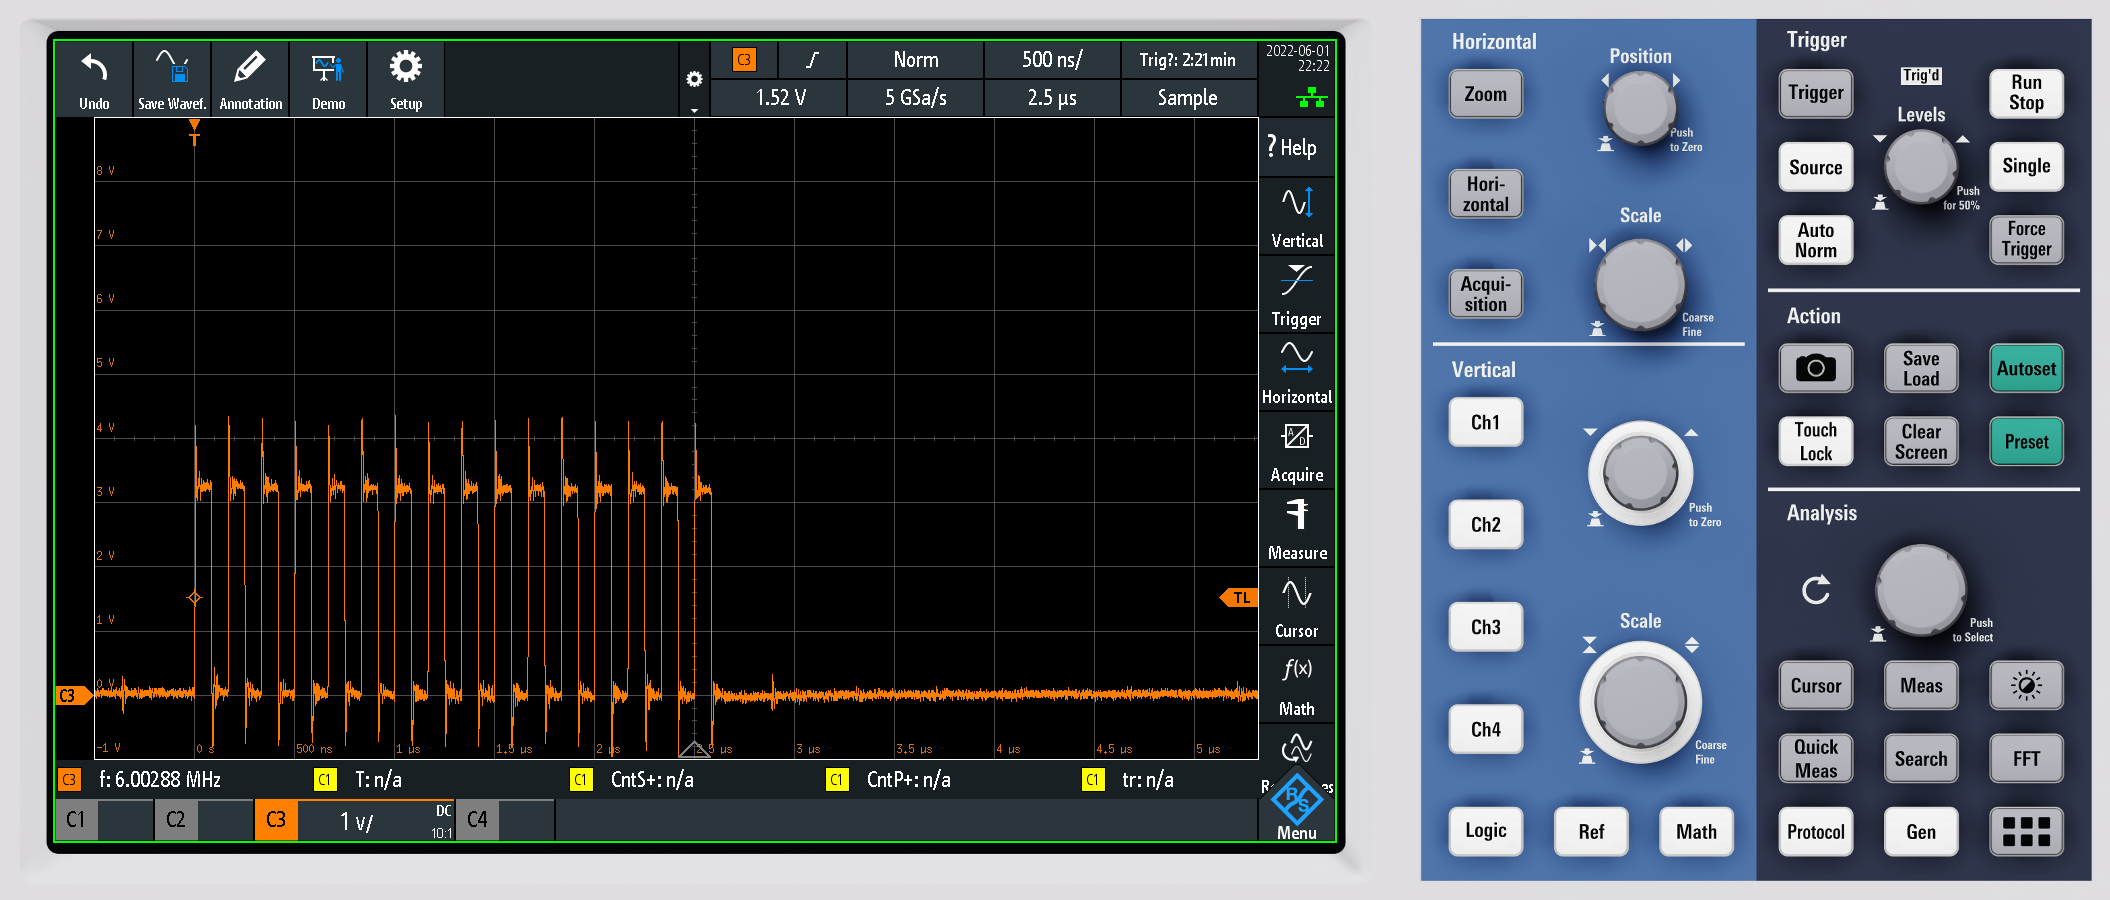 Undo
Save Wavef.
Annotation
Demo
Setup
C3
Norm
500 ns/
Trig?: 2:21min
1.52 V
5 GSa/s
2.5 µs
Sample
2022-06-01
22:22
T
8 V
7 V
6 V
5 V
4 V
3 V
2 V
1 V
0 V
-1 V
C3
TL
0 s
500 ns
1 µs
1.5 µs
2 µs
2.5 µs
3 µs
3.5 µs
4 µs
4.5 µs
5 µs
? Help
Vertical
Trigger
Horizontal
A
D
Acquire
Measure
Cursor
f(x)
Math
R&S
Menu
C3 f: 6.00288 MHz
C1 T: n/a
C1 CntS+: n/a
C1 CntP+: n/a
C1 tr: n/a
C1
C2
C3
1 V/
DC
10:1
C4
Horizontal
Position
Zoom
Push
to Zero
Hori-
zontal
Scale
Acqui-
sition
Coarse
Fine
Vertical
Ch1
Ch2
Push
to Zero
Ch3
Scale
Ch4
Coarse
Fine
Logic
Ref
Math
Trigger
Trig'd
Trigger
Run
Stop
Levels
Source
Single
Push
for 50%
Auto
Norm
Force
Trigger
Action
Save
Load
Autoset
Touch
Lock
Clear
Screen
Preset
Analysis
Push
to Select
Cursor
Meas
Quick
Meas
Search
FFT
Protocol
Gen